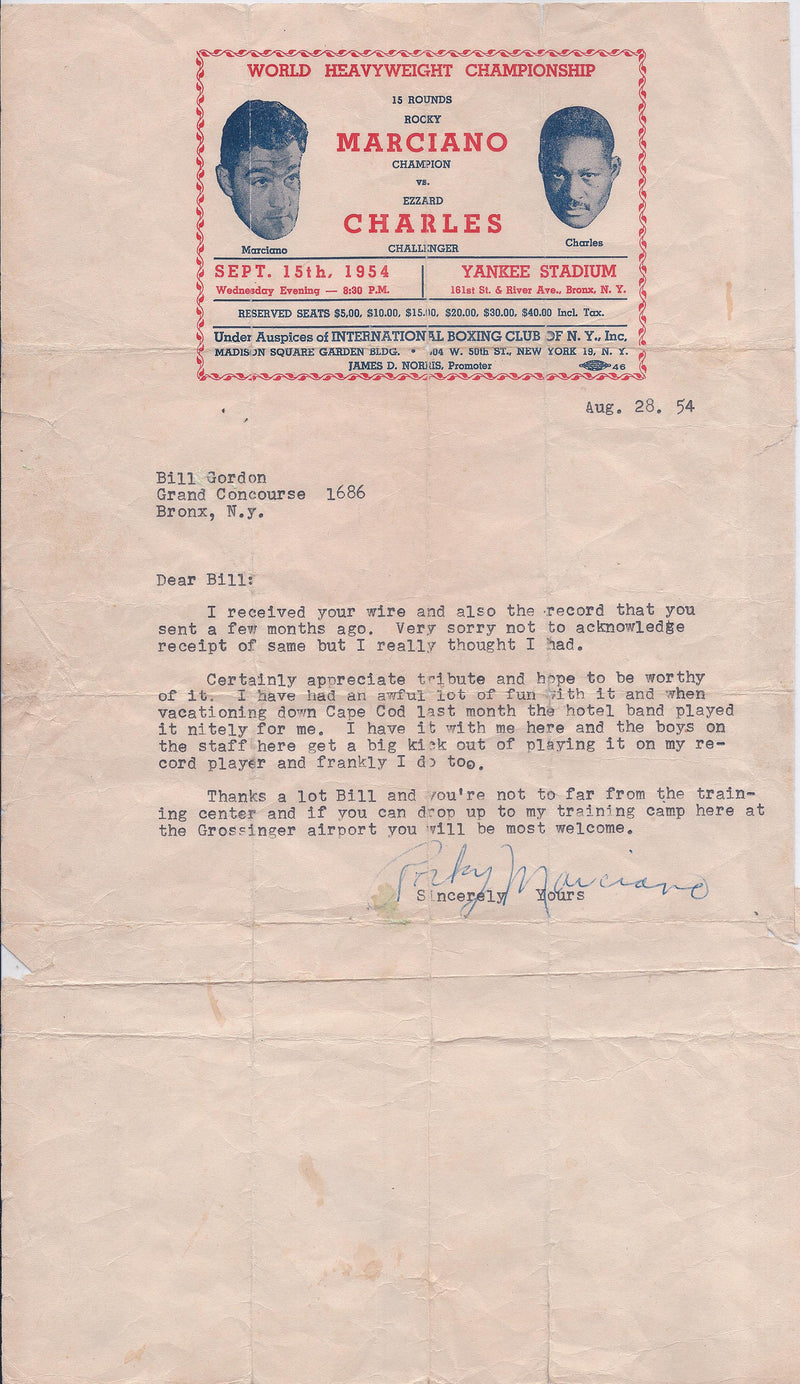 WORLD HEAVYWEIGHT CHAMPIONSHIP
15 ROUNDS
ROCKY
MARCIANO
CHAMPION
vs.
EZZARD
CHARLES
CHALLENGER
Marciano
Charles
SEPT. 15th, 1954
Wednesday Evening — 8:30 P.M.
YANKEE STADIUM
161st St. & River Ave., Bronx, N. Y.
RESERVED SEATS $5.00, $10.00, $15.00, $20.00, $30.00, $40.00 Incl. Tax.
Under Auspices of INTERNATIONAL BOXING CLUB OF N. Y., Inc.
MADISON SQUARE GARDEN BLDG. • 304 W. 50th ST., NEW YORK 19, N. Y.
JAMES D. NORRIS, Promoter
46
Aug. 28. 54
Bill Gordon
Grand Concourse 1686
Bronx, N.y.
Dear Bill:
I received your wire and also the record that you
sent a few months ago. Very sorry not to acknowledge
receipt of same but I really thought I had.
Certainly appreciate tribute and hope to be worthy
of it. I have had an awful lot of fun with it and when
vacationing down Cape Cod last month the hotel band played
it nitely for me. I have it with me here and the boys on
the staff here get a big kick out of playing it on my re-
cord player and frankly I do too.
Thanks a lot Bill and you're not to far from the train-
ing center and if you can drop up to my training camp here at
the Grossinger airport you will be most welcome.
Rocky Marciano
Sincerely Yours